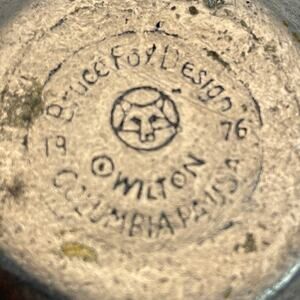 Bruce Fox Design
19 76
© WILTON
COLUMBIA PA USA